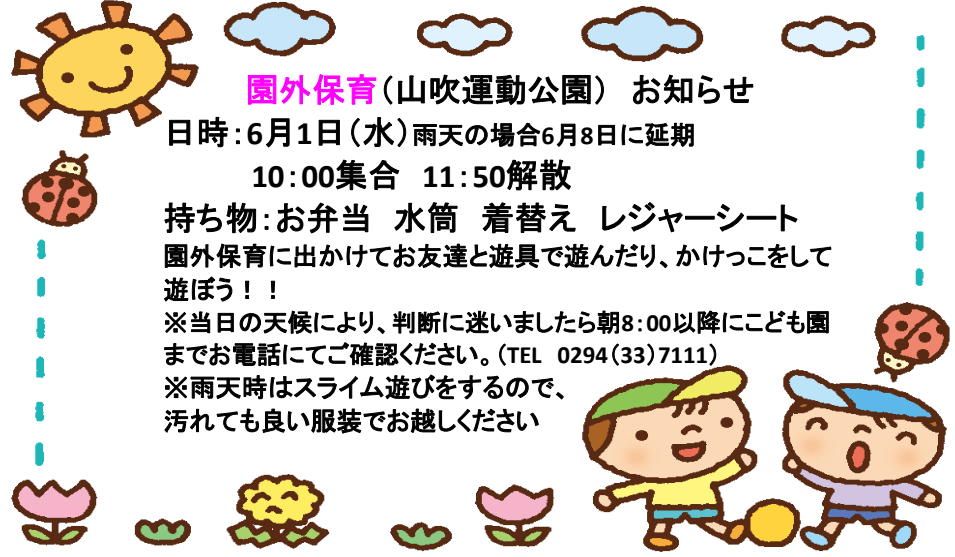 園外保育（山吹運動公園）　お知らせ
日時：6月1日（水）雨天の場合6月8日に延期
10：00集合　11：50解散
持ち物：お弁当　水筒　着替え　レジャーシート
園外保育に出かけてお友達と遊具で遊んだり、かけっこをして
遊ぼう！！
※当日の天候により、判断に迷いましたら朝8：00以降にこども園
までお電話にてご確認ください。（TEL　0294（33）7111）
※雨天時はスライム遊びをするので、
汚れても良い服装でお越しください